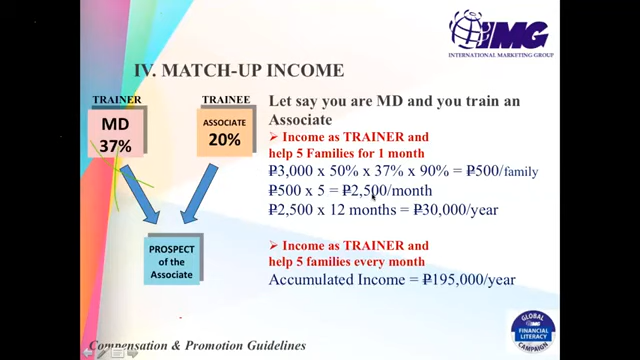 IMG
INTERNATIONAL MARKETING GROUP
IV. MATCH-UP INCOME
TRAINER
TRAINEE
MD
37%
ASSOCIATE
20%
PROSPECT
of the
Associate
Let say you are MD and you train an
Associate
➢ Income as TRAINER and
help 5 Families for 1 month
₱3,000 x 50% x 37% x 90% = ₱500/family
₱500 x 5 = ₱2,500/month
₱2,500 x 12 months = ₱30,000/year
➢ Income as TRAINER and
help 5 families every month
Accumulated Income = ₱195,000/year
Compensation & Promotion Guidelines
GLOBAL
IMG
FINANCIAL
LITERACY
CAMPAIGN